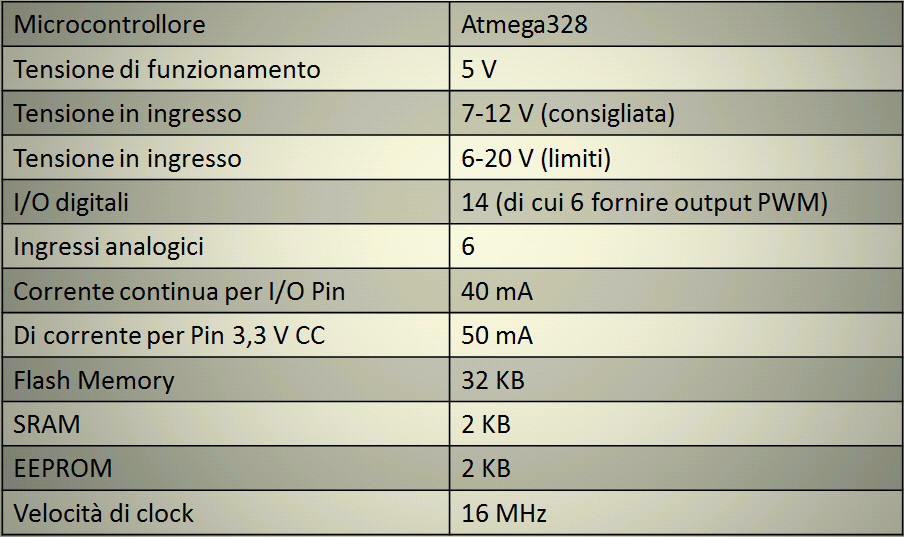 Microcontrollore Atmega328
Tensione di funzionamento 5 V
Tensione in ingresso 7-12 V (consigliata)
Tensione in ingresso 6-20 V (limiti)
I/O digitali 14 (di cui 6 fornire output PWM)
Ingressi analogici 6
Corrente continua per I/O Pin 40 mA
Di corrente per Pin 3,3 V CC 50 mA
Flash Memory 32 KB
SRAM 2 KB
EEPROM 2 KB
Velocità di clock 16 MHz